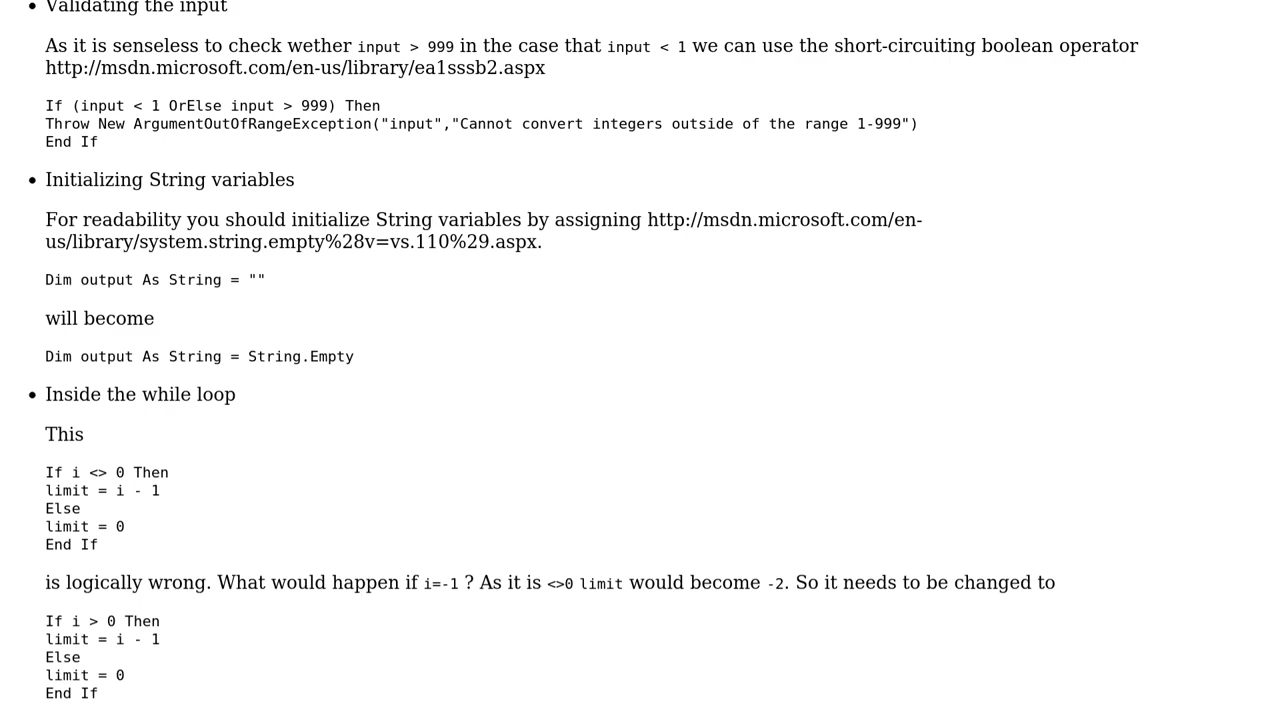 Validating the input
As it is senseless to check wether input > 999 in the case that input < 1 we can use the short-circuiting boolean operator
http://msdn.microsoft.com/en-us/library/ea1sssb2.aspx
If (input < 1 OrElse input > 999) Then
Throw New ArgumentOutOfRangeException("input","Cannot convert integers outside of the range 1-999")
End If
Initializing String variables
For readability you should initialize String variables by assigning http://msdn.microsoft.com/en-
us/library/system.string.empty%28v=vs.110%29.aspx.
Dim output As String = ""
will become
Dim output As String = String.Empty
Inside the while loop
This
If i <> 0 Then
limit = i - 1
Else
limit = 0
End If
is logically wrong. What would happen if i=-1 ? As it is <>0 limit would become -2. So it needs to be changed to
If i > 0 Then
limit = i - 1
Else
limit = 0
End If